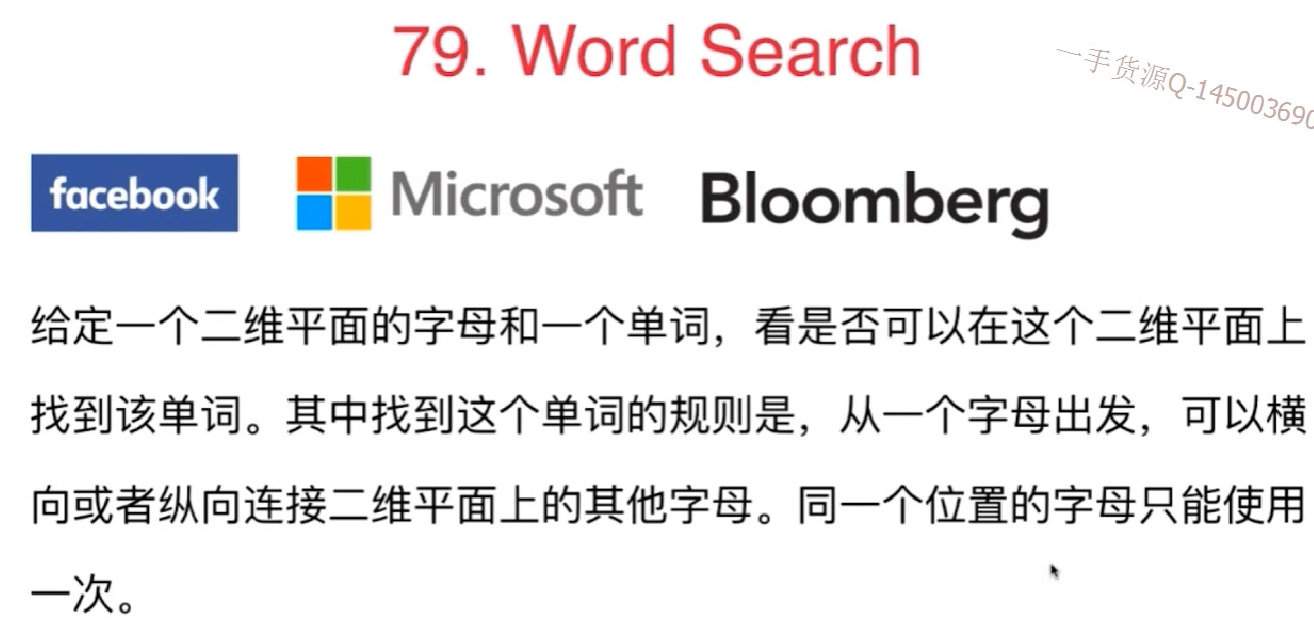 79. Word Search
一手货源Q-145003690
facebook Microsoft Bloomberg
给定一个二维平面的字母和一个单词，看是否可以在这个二维平面上
找到该单词。其中找到这个单词的规则是，从一个字母出发，可以横
向或者纵向连接二维平面上的其他字母。同一个位置的字母只能使用
一次。